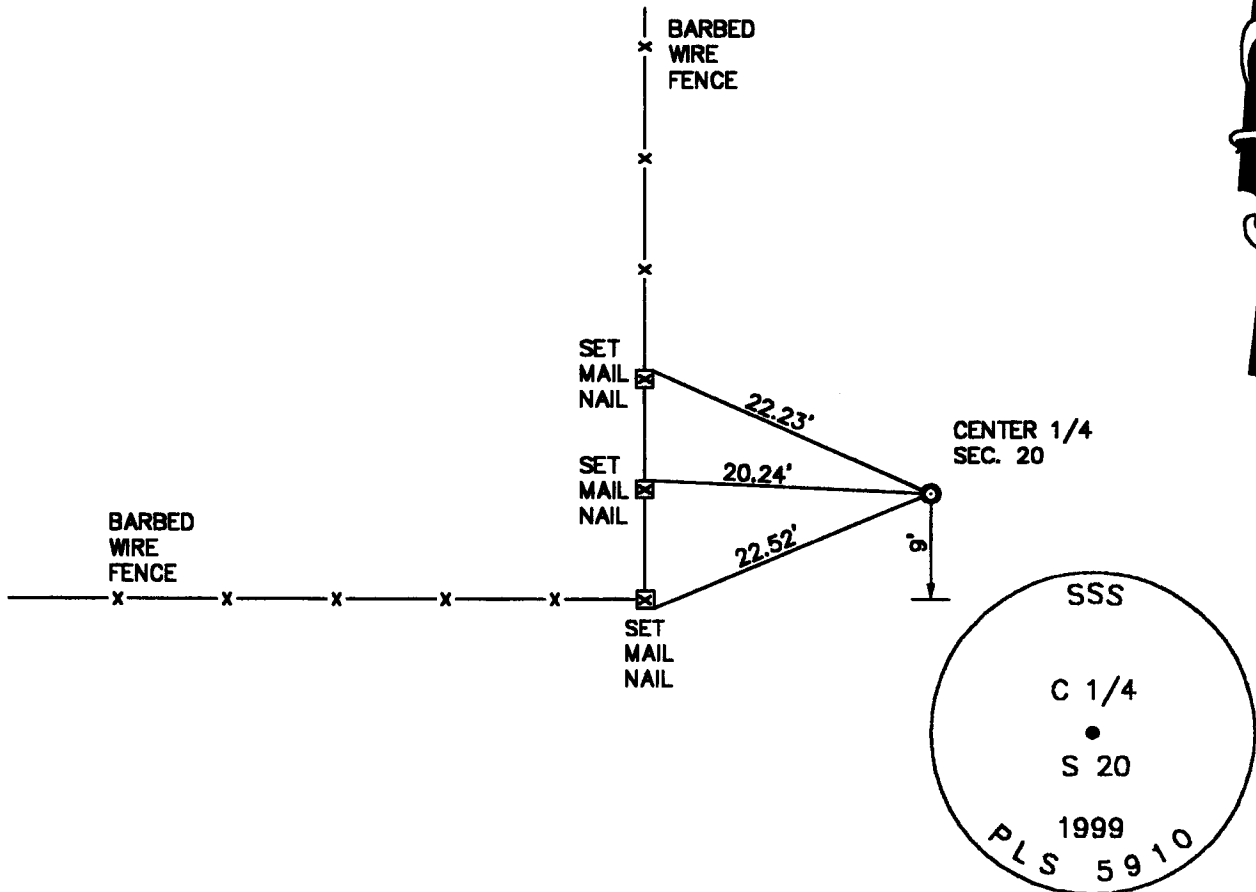 BARBED
WIRE
FENCE
SET
MAIL
NAIL
22.23'
CENTER 1/4
SEC. 20
SET
MAIL
NAIL
20.24'
BARBED
WIRE
FENCE
22.52'
9'
SET
MAIL
NAIL
SSS
C 1/4
S 20
1999
PLS 5910